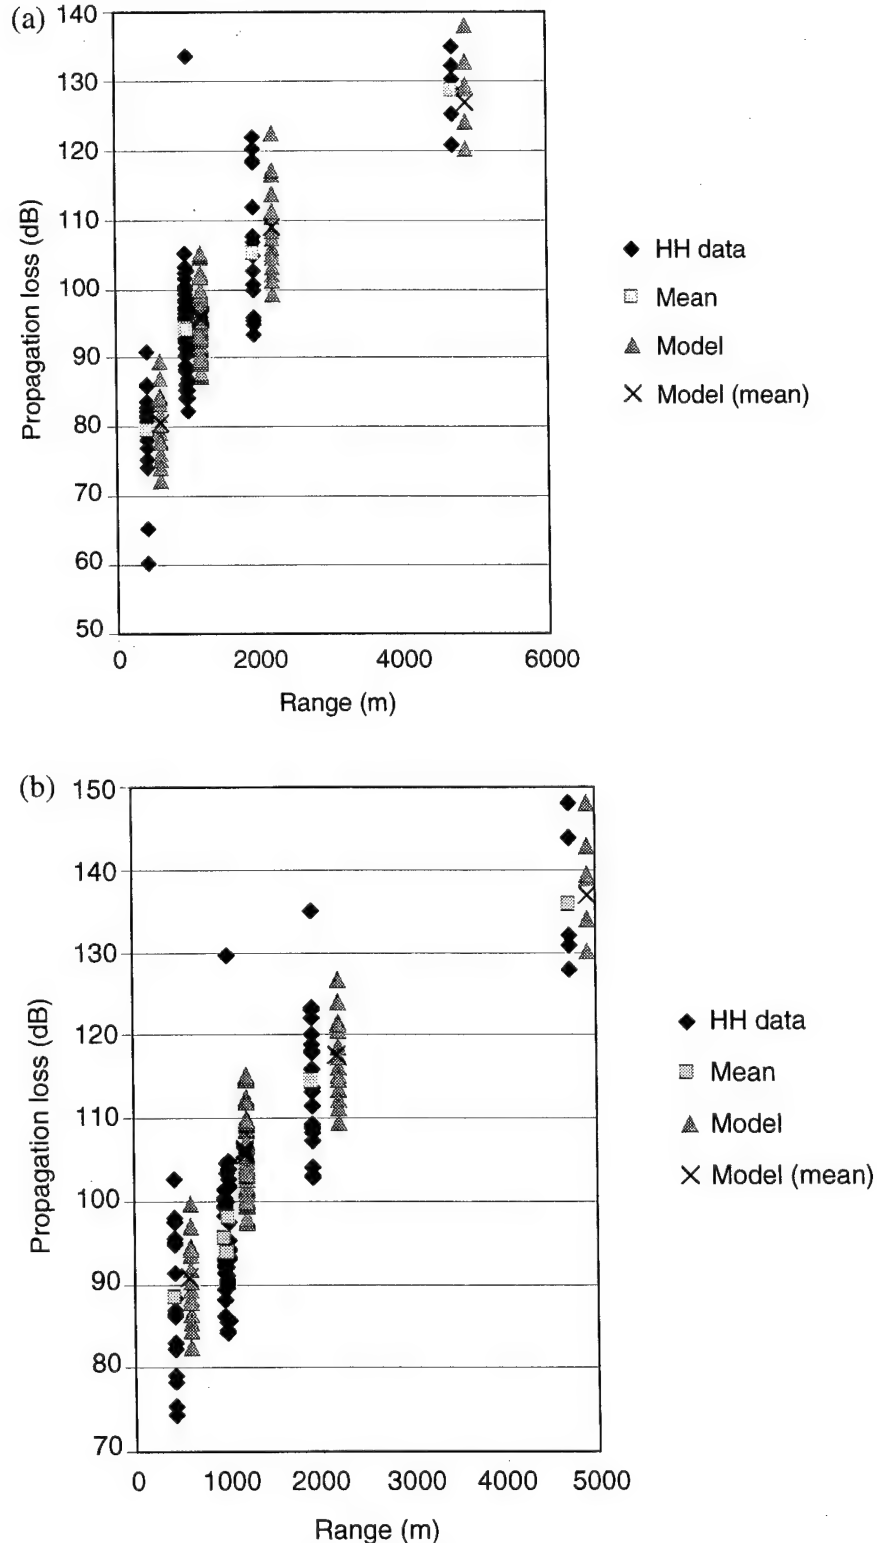 (a)
140
130
120
110
100
90
80
70
60
50
Propagation loss (dB)
0 2000 4000 6000
Range (m)
HH data
Mean
Model
Model (mean)
(b)
150
140
130
120
110
100
90
80
70
Propagation loss (dB)
0 1000 2000 3000 4000 5000
Range (m)
HH data
Mean
Model
Model (mean)